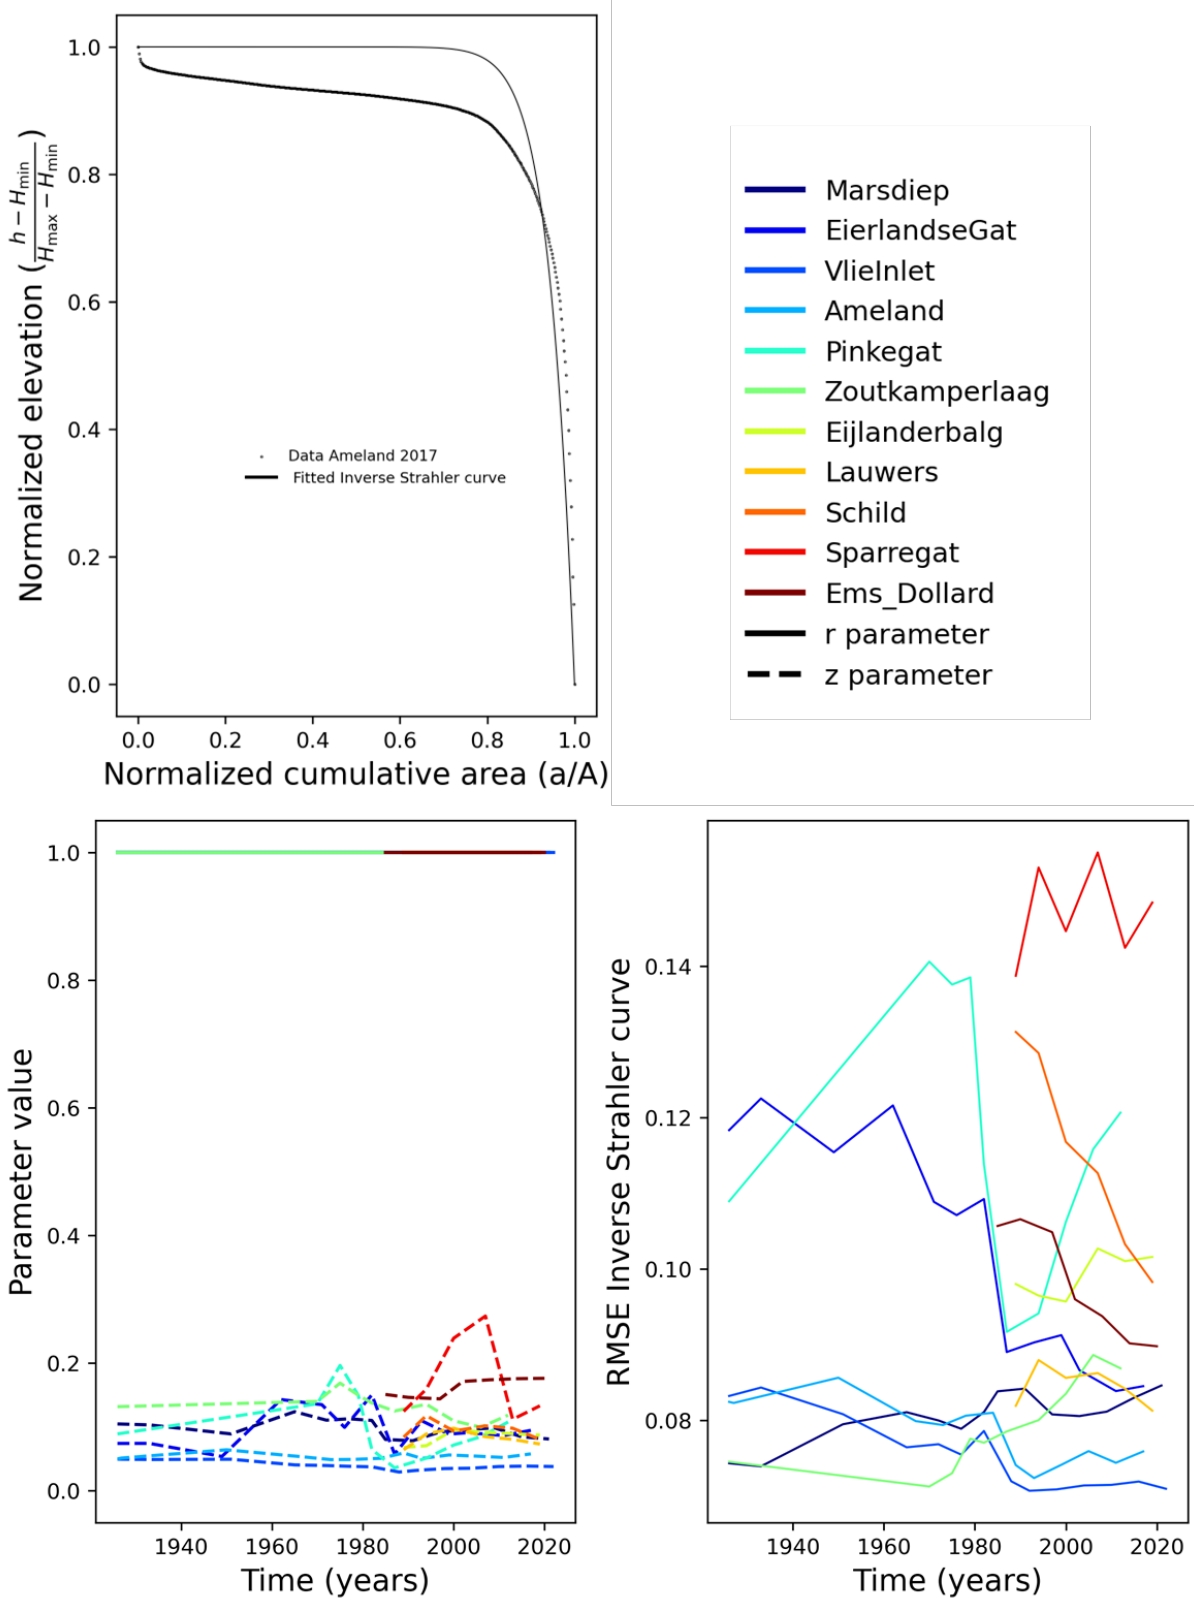 1.0
0.8
0.6
0.4
0.2
0.0
Normalized elevation (h − Hmin / Hmax − Hmin)
Data Ameland 2017
Fitted Inverse Strahler curve
0.0 0.2 0.4 0.6 0.8 1.0
Normalized cumulative area (a/A)
Marsdiep
EierlandseGat
VlieInlet
Ameland
Pinkegat
Zoutkamperlaag
Eijlanderbalg
Lauwers
Schild
Sparregat
Ems_Dollard
r parameter
z parameter
1.0
0.8
0.6
0.4
0.2
0.0
Parameter value
1940 1960 1980 2000 2020
Time (years)
0.14
0.12
0.10
0.08
RMSE Inverse Strahler curve
1940 1960 1980 2000 2020
Time (years)